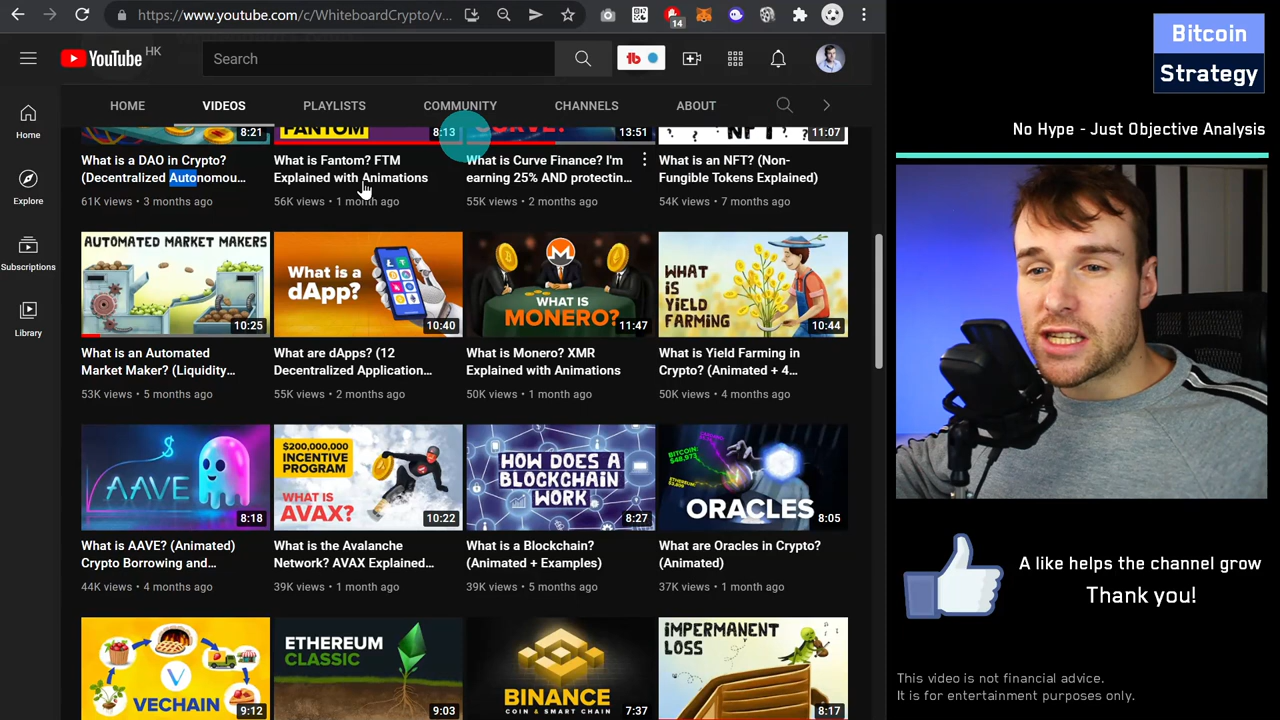 https://www.youtube.com/c/WhiteboardCrypto/v...
14
YouTube HK
Search
tb
HOME
VIDEOS
PLAYLISTS
COMMUNITY
CHANNELS
ABOUT
Home
Explore
Subscriptions
Library
8:21
FANTOM
8:13
CURVE?
13:51
NFT?
11:07
What is a DAO in Crypto?
(Decentralized Autonomou...
61K views • 3 months ago
What is Fantom? FTM
Explained with Animations
56K views • 1 month ago
What is Curve Finance? I'm
earning 25% AND protectin...
55K views • 2 months ago
What is an NFT? (Non-
Fungible Tokens Explained)
54K views • 7 months ago
AUTOMATED MARKET MAKERS
10:25
What is a
dApp?
10:40
WHAT IS
MONERO?
11:47
WHAT
IS
YIELD
FARMING
10:44
What is an Automated
Market Maker? (Liquidity...
53K views • 5 months ago
What are dApps? (12
Decentralized Application...
55K views • 2 months ago
What is Monero? XMR
Explained with Animations
50K views • 1 month ago
What is Yield Farming in
Crypto? (Animated + 4...
50K views • 4 months ago
AAVE
8:18
$200,000,000
INCENTIVE
PROGRAM
WHAT IS
AVAX?
10:22
HOW DOES A
BLOCKCHAIN
WORK
8:27
BITCOIN:
$48,973
ETHEREUM:
ORACLES
8:05
What is AAVE? (Animated)
Crypto Borrowing and...
44K views • 4 months ago
What is the Avalanche
Network? AVAX Explained...
39K views • 1 month ago
What is a Blockchain?
(Animated + Examples)
39K views • 5 months ago
What are Oracles in Crypto?
(Animated)
37K views • 1 month ago
VECHAIN
9:12
ETHEREUM
CLASSIC
9:03
BINANCE
COIN & SMART CHAIN
7:37
IMPERMANENT
LOSS
8:17
Bitcoin
Strategy
No Hype - Just Objective Analysis
A like helps the channel grow
Thank you!
This video is not financial advice.
It is for entertainment purposes only.